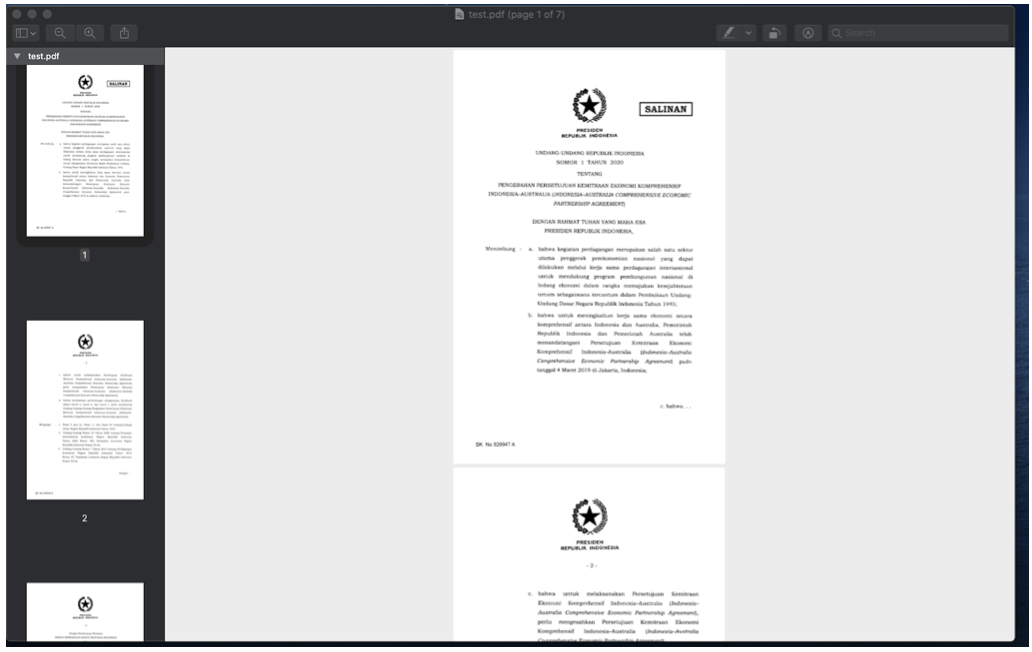 test.pdf (page 1 of 7)
Search
test.pdf
1
2
PRESIDEN
REPUBLIK INDONESIA
SALINAN
UNDANG-UNDANG REPUBLIK INDONESIA
NOMOR 1 TAHUN 2020
TENTANG
PENGESAHAN PERSETUJUAN KEMITRAAN EKONOMI KOMPREHENSIF
INDONESIA-AUSTRALIA (INDONESIA-AUSTRALIA COMPREHENSIVE ECONOMIC
PARTNERSHIP AGREEMENT)
DENGAN RAHMAT TUHAN YANG MAHA ESA
PRESIDEN REPUBLIK INDONESIA,
Menimbang : a. bahwa kegiatan perdagangan merupakan salah satu sektor
utama penggerak perekonomian nasional yang dapat
dilakukan melalui kerja sama perdagangan internasional
untuk mendukung program pembangunan nasional di
bidang ekonomi dalam rangka memajukan kesejahteraan
umum sebagaimana tercantum dalam Pembukaan Undang-
Undang Dasar Negara Republik Indonesia Tahun 1945;
b. bahwa untuk meningkatkan kerja sama ekonomi secara
komprehensif antara Indonesia dan Australia, Pemerintah
Republik Indonesia dan Pemerintah Australia telah
menandatangani Persetujuan Kemitraan Ekonomi
Komprehensif Indonesia-Australia (Indonesia-Australia
Comprehensive Economic Partnership Agreement) pada
tanggal 4 Maret 2019 di Jakarta, Indonesia;
c. bahwa. . .
SK No 020947 A
PRESIDEN
REPUBLIK INDONESIA
- 2 -
c. bahwa untuk melaksanakan Persetujuan Kemitraan
Ekonomi Komprehensif Indonesia-Australia (Indonesia-
Australia Comprehensive Economic Partnership Agreement),
perlu mengesahkan Persetujuan Kemitraan Ekonomi
Komprehensif Indonesia-Australia (Indonesia-Australia
Comprehensive Economic Partnership Agreement)